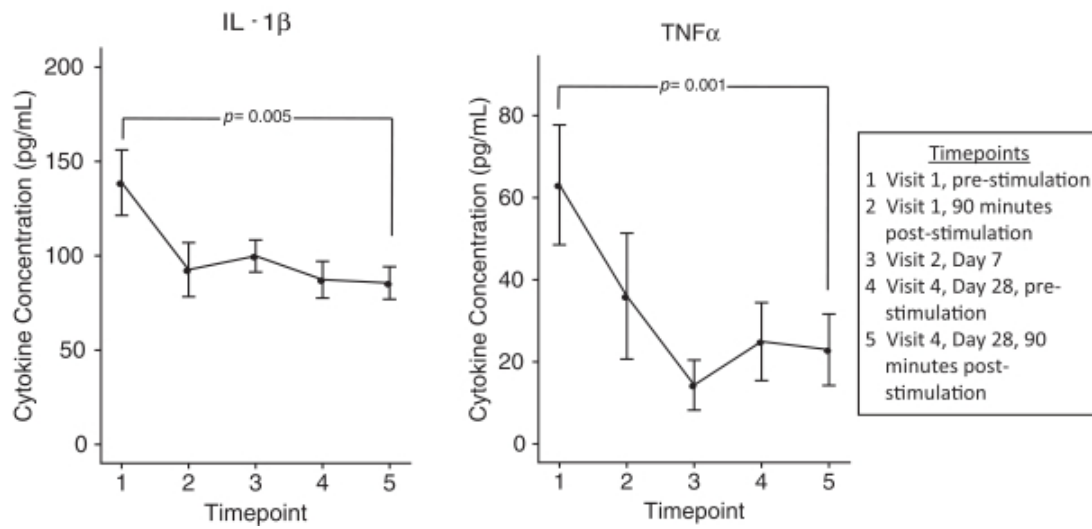 IL - 1β
Cytokine Concentration (pg/mL)
200
150
100
50
0
p= 0.005
1 2 3 4 5
Timepoint
TNFα
Cytokine Concentration (pg/mL)
80
60
40
20
0
p= 0.001
1 2 3 4 5
Timepoint
Timepoints
1 Visit 1, pre-stimulation
2 Visit 1, 90 minutes
post-stimulation
3 Visit 2, Day 7
4 Visit 4, Day 28, pre-
stimulation
5 Visit 4, Day 28, 90
minutes post-
stimulation